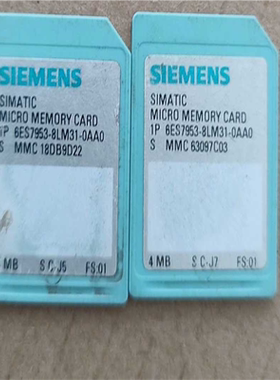 SIEMENS
SIMATIC
MICRO MEMORY CARD
1P 6ES7953-8LM31-0AA0
S MMC 18DB9D22
MB S C-J5 FS:01
SIEMENS
SIMATIC
MICRO MEMORY CARD
1P 6ES7953-8LM31-0AA0
S MMC 63097C03
4 MB S C-J7 FS:01